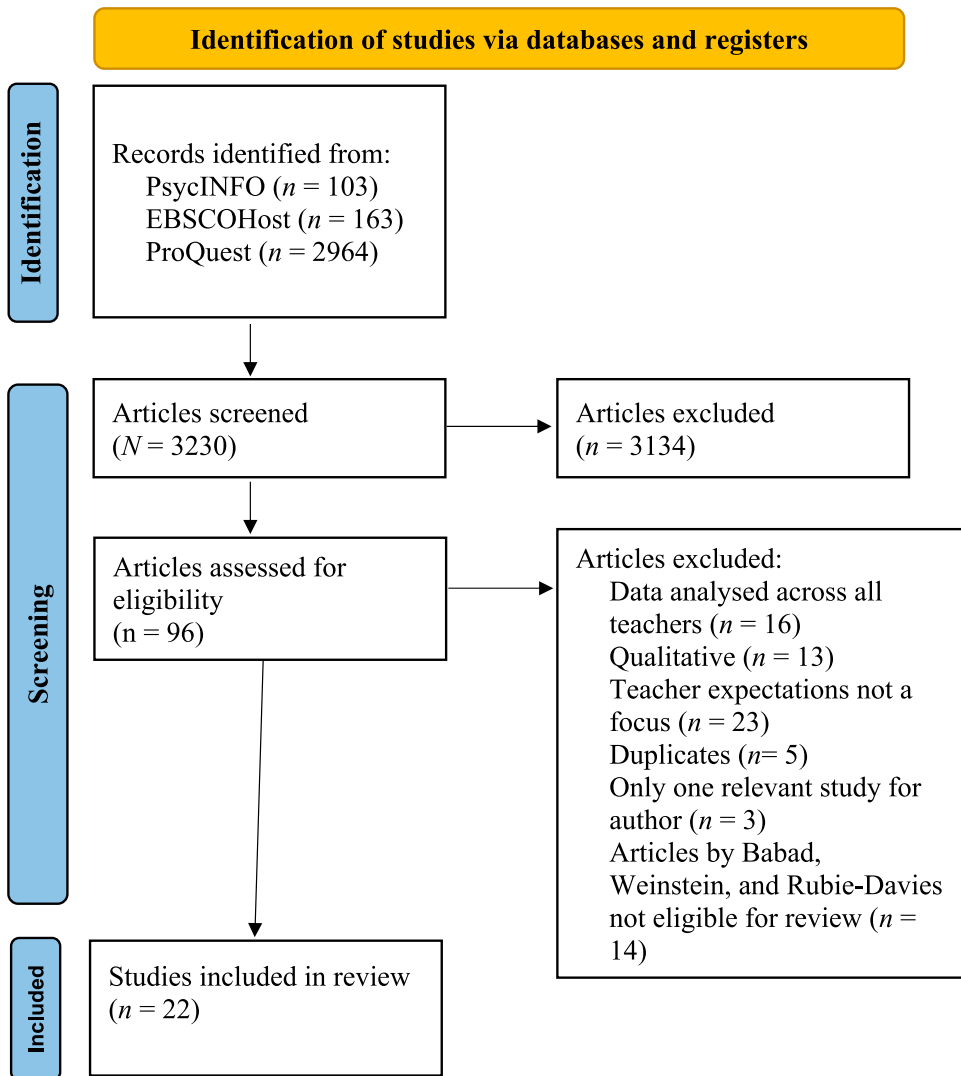 Identification of studies via databases and registers
Identification
Records identified from:
PsycINFO (n = 103)
EBSCOHost (n = 163)
ProQuest (n = 2964)
Screening
Articles screened
(N = 3230)
Articles excluded
(n = 3134)
Articles assessed for
eligibility
(n = 96)
Articles excluded:
Data analysed across all
teachers (n = 16)
Qualitative (n = 13)
Teacher expectations not a
focus (n = 23)
Duplicates (n= 5)
Only one relevant study for
author (n = 3)
Articles by Babad,
Weinstein, and Rubie-Davies
not eligible for review (n =
14)
Included
Studies included in review
(n = 22)